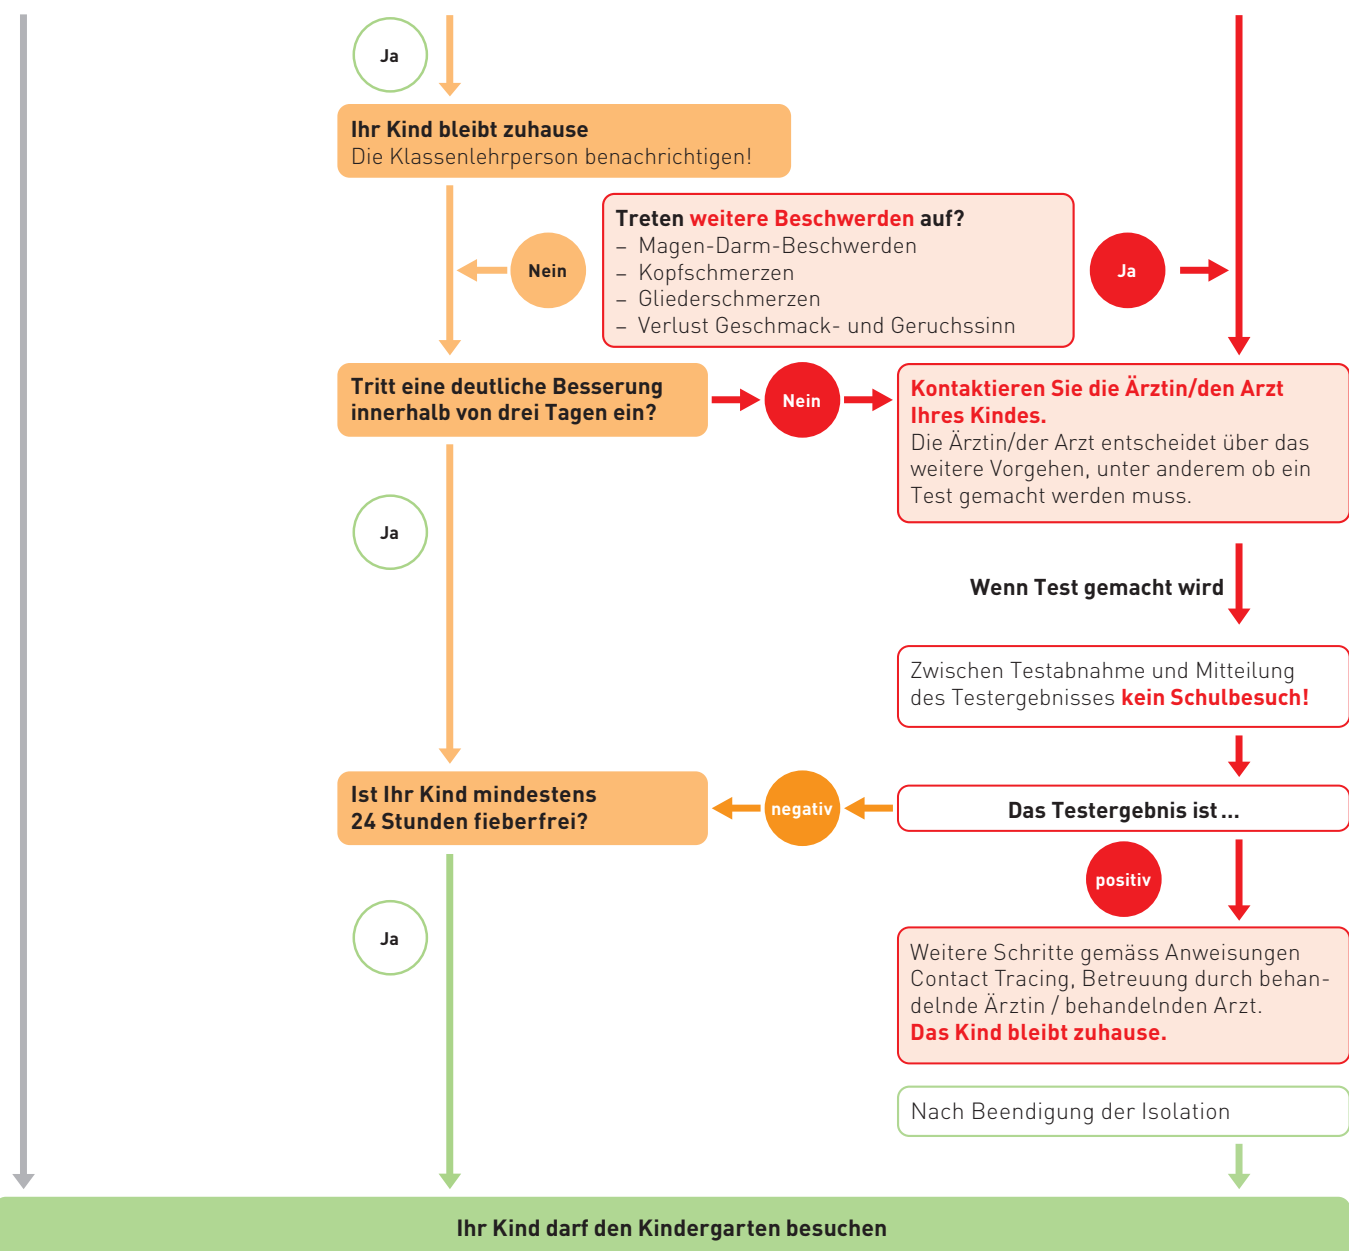 Ja
Ihr Kind bleibt zuhause
Die Klassenlehrperson benachrichtigen!
Treten weitere Beschwerden auf?
– Magen-Darm-Beschwerden
– Kopfschmerzen
– Gliederschmerzen
– Verlust Geschmack- und Geruchssinn
Nein
Ja
Tritt eine deutliche Besserung
innerhalb von drei Tagen ein?
Nein
Kontaktieren Sie die Ärztin/den Arzt
Ihres Kindes.
Die Ärztin/der Arzt entscheidet über das
weitere Vorgehen, unter anderem ob ein
Test gemacht werden muss.
Ja
Wenn Test gemacht wird
Zwischen Testabnahme und Mitteilung
des Testergebnisses kein Schulbesuch!
Ist Ihr Kind mindestens
24 Stunden fieberfrei?
negativ
Das Testergebnis ist ...
positiv
Ja
Weitere Schritte gemäss Anweisungen
Contact Tracing, Betreuung durch behan-
delnde Ärztin / behandelnden Arzt.
Das Kind bleibt zuhause.
Nach Beendigung der Isolation
Ihr Kind darf den Kindergarten besuchen